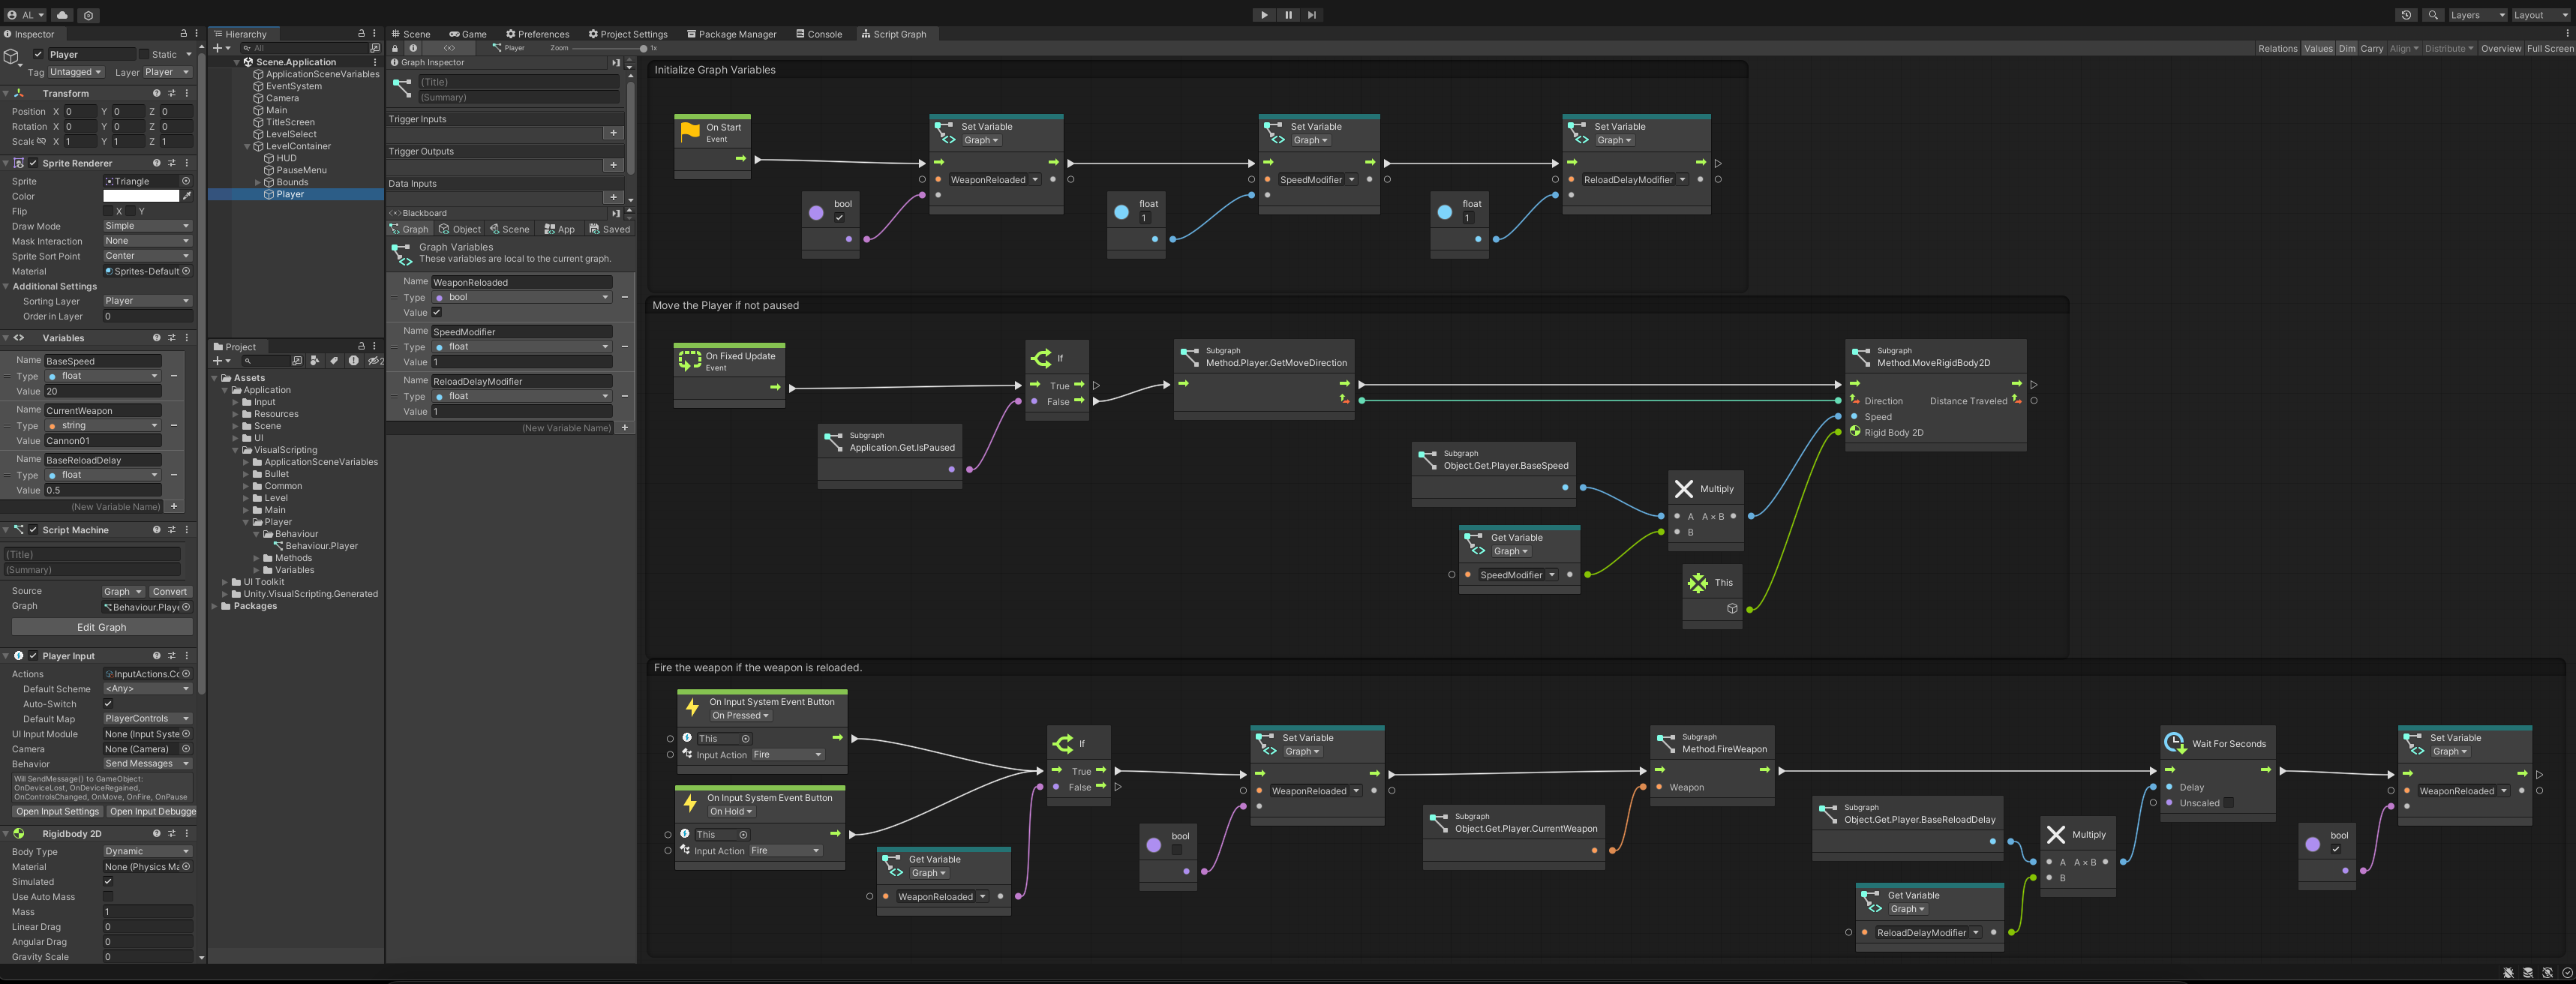 AL
Layers
Layout
Inspector
Player
Static
Tag Untagged Layer Player
Transform
Position X 0 Y 0 Z 0
Rotation X 0 Y 0 Z 0
Scale X 1 Y 1 Z 1
Sprite Renderer
Sprite Triangle
Color
Flip X Y
Draw Mode Simple
Mask Interaction None
Sprite Sort Point Center
Material Sprites-Default
Additional Settings
Sorting Layer Player
Order in Layer 0
Variables
Name BaseSpeed
Type float
Value 20
Name CurrentWeapon
Type string
Value Cannon01
Name BaseReloadDelay
Type float
Value 0.5
(New Variable Name)
Script Machine
(Title)
(Summary)
Source Graph Convert
Graph Behaviour.Playe
Edit Graph
Player Input
Actions InputActions.Co
Default Scheme <Any>
Auto-Switch
Default Map PlayerControls
UI Input Module None (Input Syste
Camera None (Camera)
Behavior Send Messages
Will SendMessage() to GameObject:
OnDeviceLost, OnDeviceRegained,
OnControlsChanged, OnMove, OnFire, OnPause
Open Input Settings Open Input Debugge
Rigidbody 2D
Body Type Dynamic
Material None (Physics Ma
Simulated
Use Auto Mass
Mass 1
Linear Drag 0
Angular Drag 0
Gravity Scale 0
Hierarchy
All
Scene.Application
ApplicationSceneVariables
EventSystem
Camera
Main
TitleScreen
LevelSelect
LevelContainer
HUD
PauseMenu
Bounds
Player
Project
2
Assets
Application
Input
Resources
Scene
UI
VisualScripting
ApplicationSceneVariables
Bullet
Common
Level
Main
Player
Behaviour
Behaviour.Player
Methods
Variables
UI Toolkit
Unity.VisualScripting.Generated
Packages
Scene
Game
Preferences
Project Settings
Package Manager
Console
Script Graph
Player
Zoom
1x
Relations
Values
Dim
Carry
Align
Distribute
Overview
Full Screen
Graph Inspector
(Title)
(Summary)
Trigger Inputs
Trigger Outputs
Data Inputs
Blackboard
Graph Object Scene App Saved
Graph Variables
These variables are local to the current graph.
Name WeaponReloaded
Type bool
Value
Name SpeedModifier
Type float
Value 1
Name ReloadDelayModifier
Type float
Value 1
(New Variable Name)
Initialize Graph Variables
On Start
Event
bool
Set Variable
Graph
WeaponReloaded
float
1
Set Variable
Graph
SpeedModifier
float
1
Set Variable
Graph
ReloadDelayModifier
Move the Player if not paused
On Fixed Update
Event
Subgraph
Application.Get.IsPaused
If
True
False
Subgraph
Method.Player.GetMoveDirection
Subgraph
Object.Get.Player.BaseSpeed
Get Variable
Graph
SpeedModifier
Multiply
A A × B
B
This
Subgraph
Method.MoveRigidBody2D
Direction Distance Traveled
Speed
Rigid Body 2D
Fire the weapon if the weapon is reloaded.
On Input System Event Button
On Pressed
This
Input Action Fire
On Input System Event Button
On Hold
This
Input Action Fire
Get Variable
Graph
WeaponReloaded
If
True
False
bool
Set Variable
Graph
WeaponReloaded
Subgraph
Object.Get.Player.CurrentWeapon
Subgraph
Method.FireWeapon
Weapon
Subgraph
Object.Get.Player.BaseReloadDelay
Get Variable
Graph
ReloadDelayModifier
Multiply
A A × B
B
Wait For Seconds
Delay
Unscaled
bool
Set Variable
Graph
WeaponReloaded